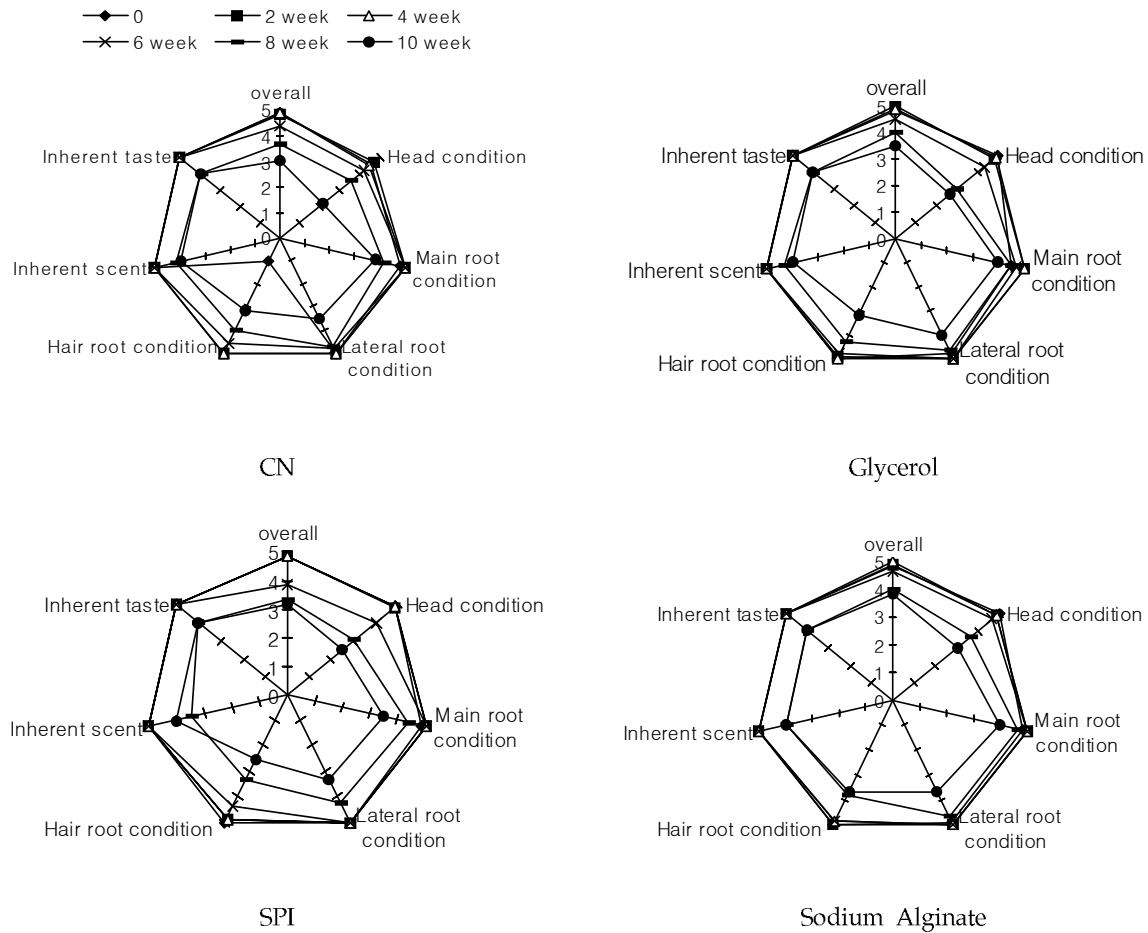 0 2 week 4 week
6 week 8 week 10 week
overall
5
4
3
2
1
0
Head condition
Main root
condition
Lateral root
condition
Hair root condition
Inherent scent
Inherent taste
CN
overall
5
4
3
2
1
0
Head condition
Main root
condition
Lateral root
condition
Hair root condition
Inherent scent
Inherent taste
Glycerol
overall
5
4
3
2
1
0
Head condition
Main root
condition
Lateral root
condition
Hair root condition
Inherent scent
Inherent taste
SPI
overall
5
4
3
2
1
0
Head condition
Main root
condition
Lateral root
condition
Hair root condition
Inherent scent
Inherent taste
Sodium Alginate